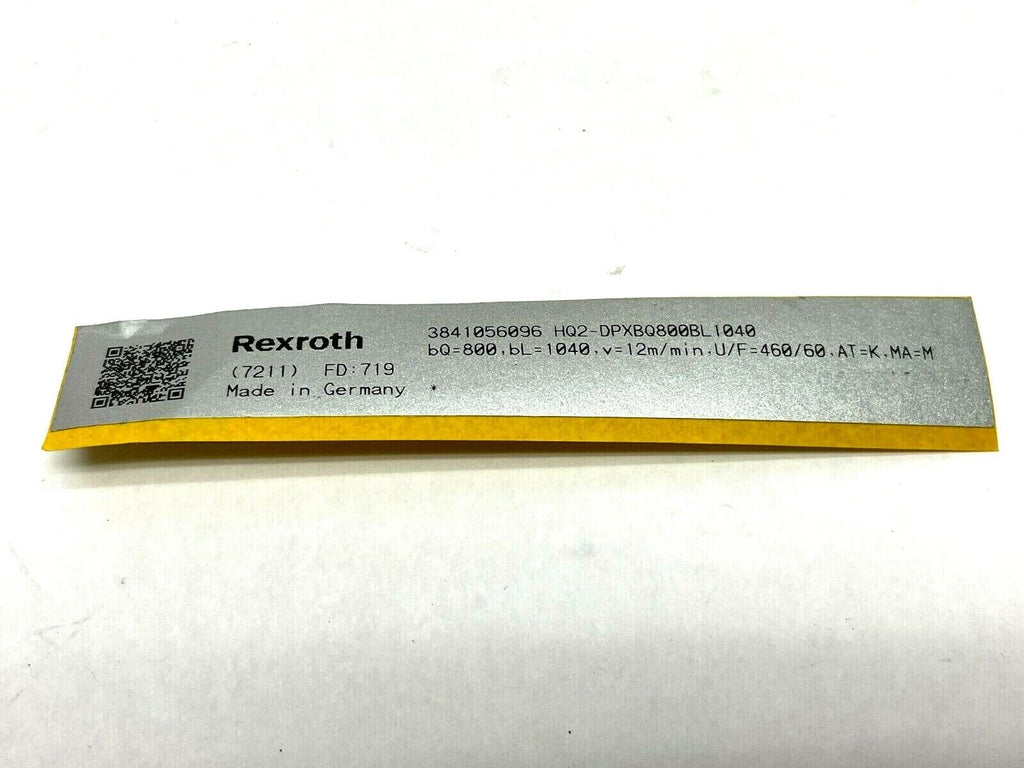 Rexroth
(7211) FD:719
Made in Germany *
3841056096 HQ2-DPXBQ800BL1040
bQ=800,bL=1040,v=12m/min,U/F=460/60,AT=K,MA=M